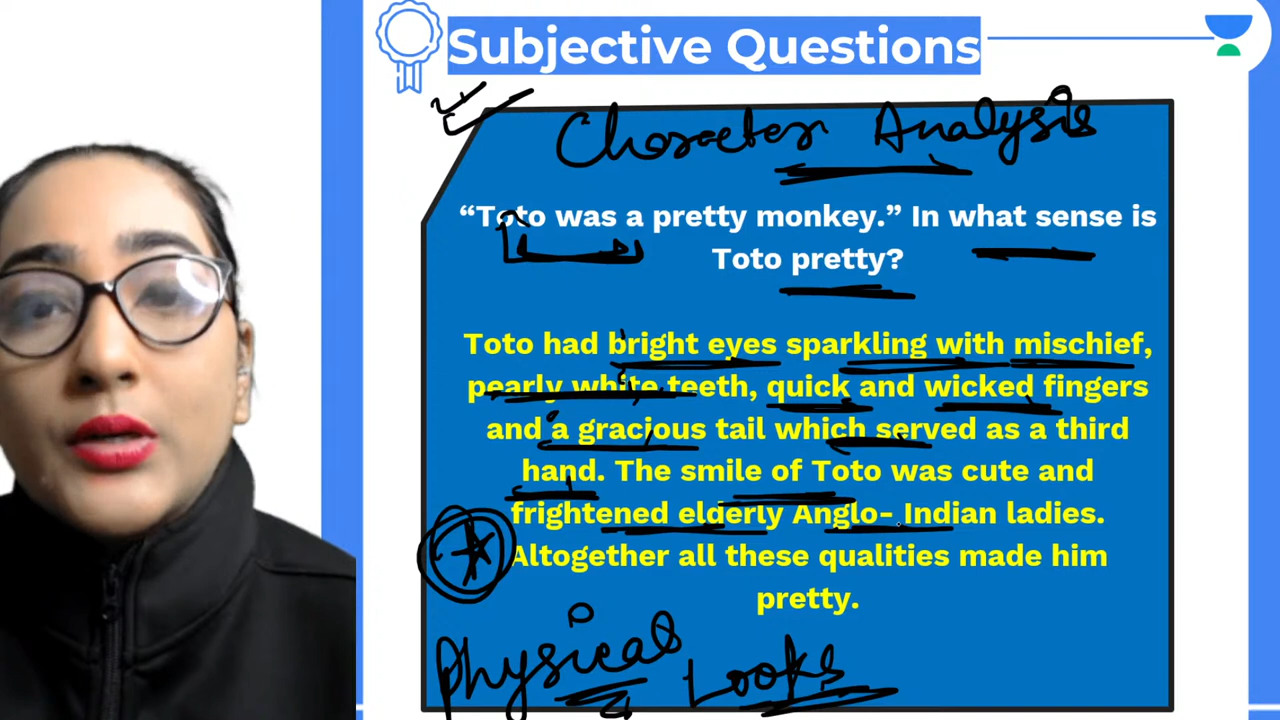 Subjective Questions
Character Analysis
“Toto was a pretty monkey.” In what sense is
Toto pretty?
Toto had bright eyes sparkling with mischief,
pearly white teeth, quick and wicked fingers
and a gracious tail which served as a third
hand. The smile of Toto was cute and
frightened elderly Anglo- Indian ladies.
Altogether all these qualities made him
pretty.
Physical Looks